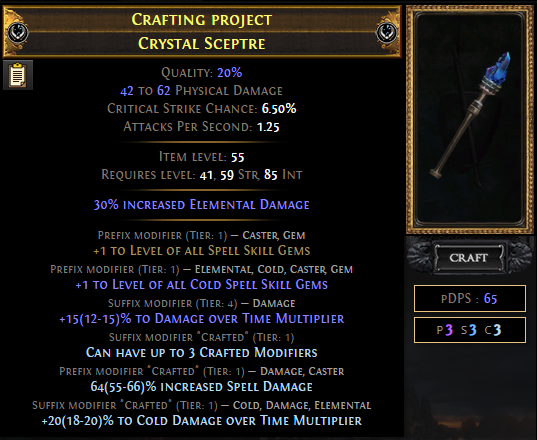 Crafting project
Crystal Sceptre
Quality: 20%
42 to 62 Physical Damage
Critical Strike Chance: 6.50%
Attacks Per Second: 1.25
Item level: 55
Requires level: 41, 59 Str, 85 Int
30% increased Elemental Damage
Prefix modifier (Tier: 1) — Caster, Gem
+1 to Level of all Spell Skill Gems
Prefix modifier (Tier: 1) — Elemental, Cold, Caster, Gem
+1 to Level of all Cold Spell Skill Gems
Suffix modifier (Tier: 4) — Damage
+15(12-15)% to Damage over Time Multiplier
Suffix modifier "Crafted" (Tier: 1)
Can have up to 3 Crafted Modifiers
Prefix modifier "Crafted" (Tier: 1) — Damage, Caster
64(55-66)% increased Spell Damage
Suffix modifier "Crafted" (Tier: 1) — Cold, Damage, Elemental
+20(18-20)% to Cold Damage over Time Multiplier
CRAFT
pDPS : 65
P3 S3 C3